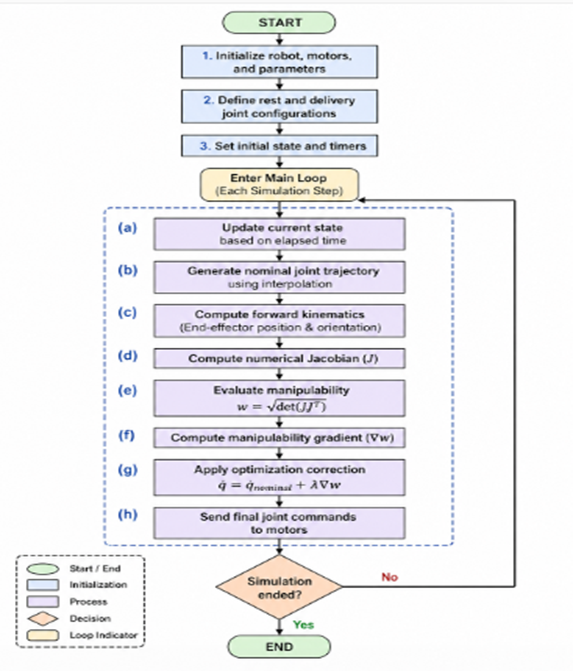 START
1. Initialize robot, motors,
and parameters
2. Define rest and delivery
joint configurations
3. Set initial state and timers
Enter Main Loop
(Each Simulation Step)
(a)
Update current state
based on elapsed time
(b)
Generate nominal joint trajectory
using interpolation
(c)
Compute forward kinematics
(End-effector position & orientation)
(d)
Compute numerical Jacobian (J)
(e)
Evaluate manipulability
w = √det(JJᵀ)
(f)
Compute manipulability gradient (∇w)
(g)
Apply optimization correction
q̇ = q̇nominal + λ∇w
(h)
Send final joint commands
to motors
Simulation
ended?
No
Yes
END
Start / End
Initialization
Process
Decision
Loop Indicator